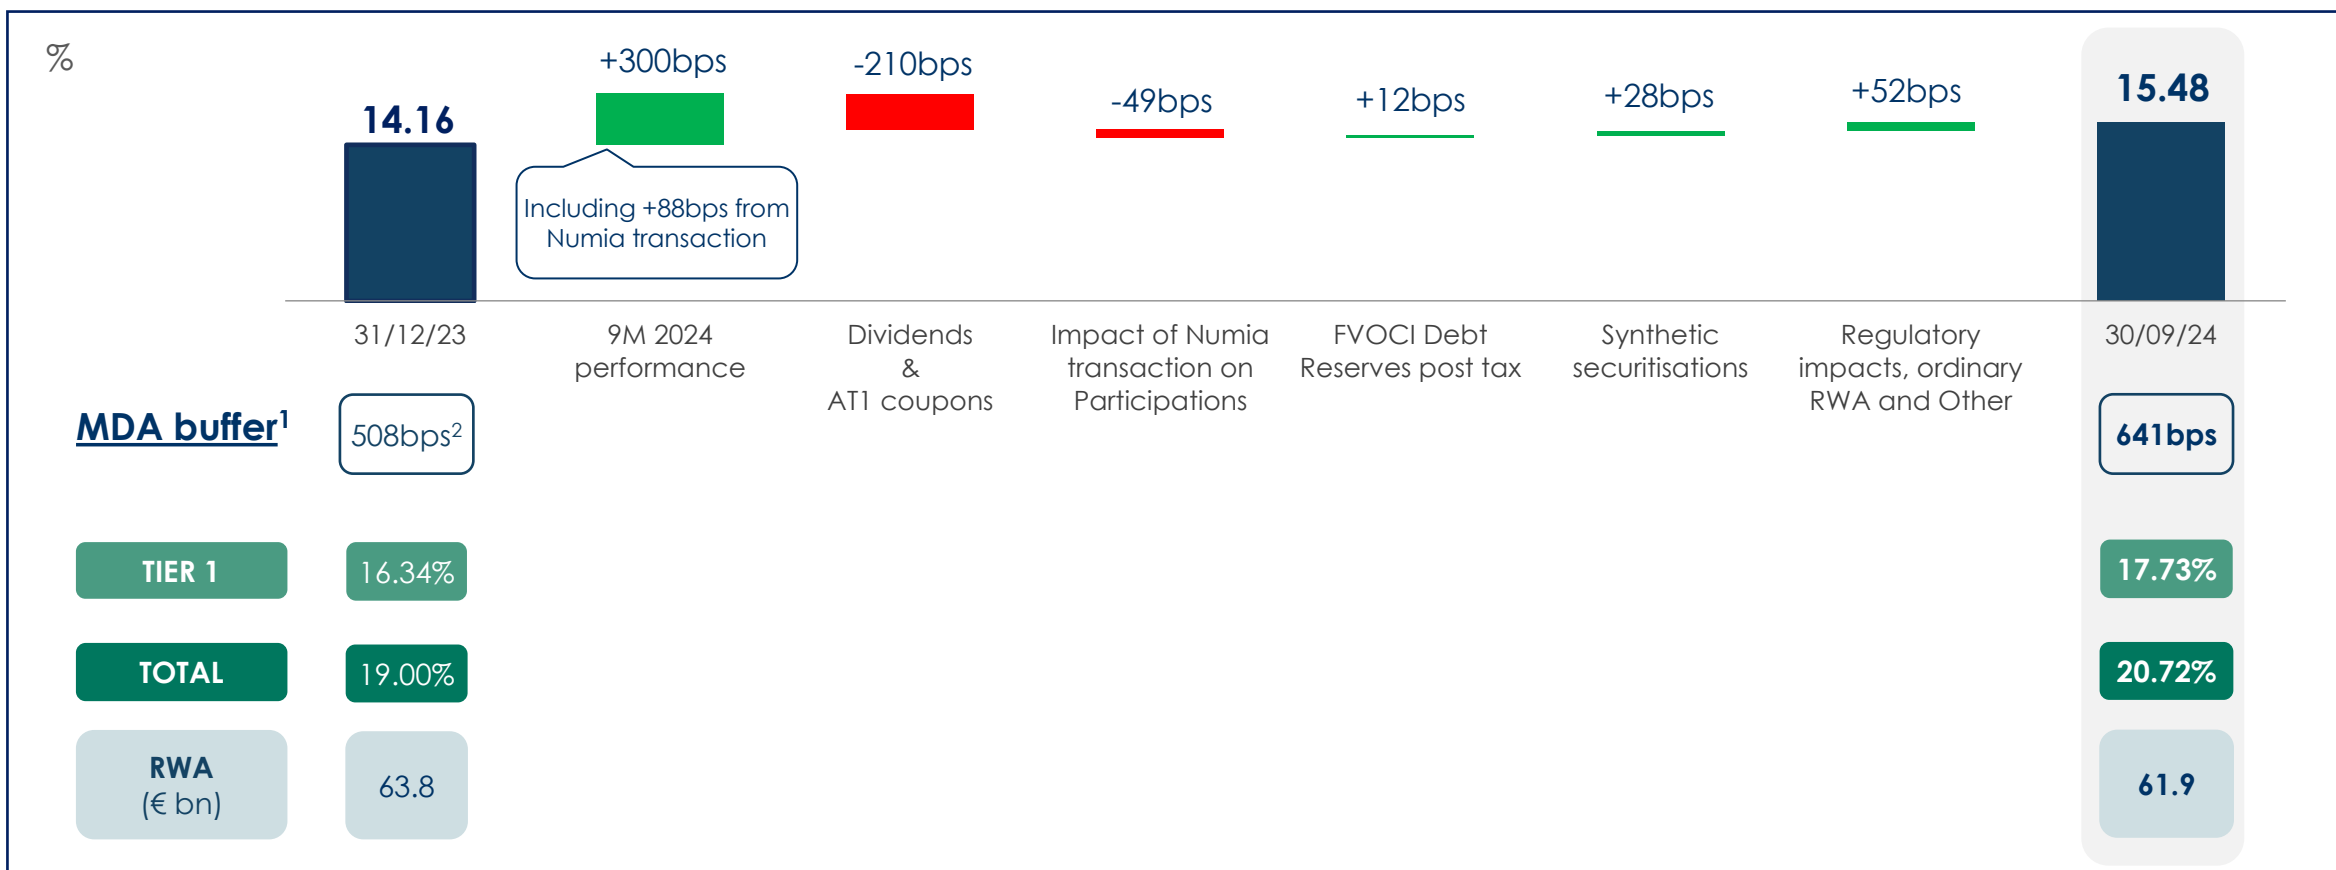 %
14.16
+300bps
-210bps
-49bps
+12bps
+28bps
+52bps
15.48
Including +88bps from
Numia transaction
31/12/23
9M 2024
performance
Dividends
&
AT1 coupons
Impact of Numia
transaction on
Participations
FVOCI Debt
Reserves post tax
Synthetic
securitisations
Regulatory
impacts, ordinary
RWA and Other
30/09/24
MDA buffer¹
508bps²
641bps
TIER 1
16.34%
17.73%
TOTAL
19.00%
20.72%
RWA
(€ bn)
63.8
61.9